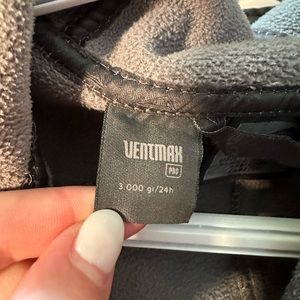 VENTMAX
PRO
3.000 gr/24h